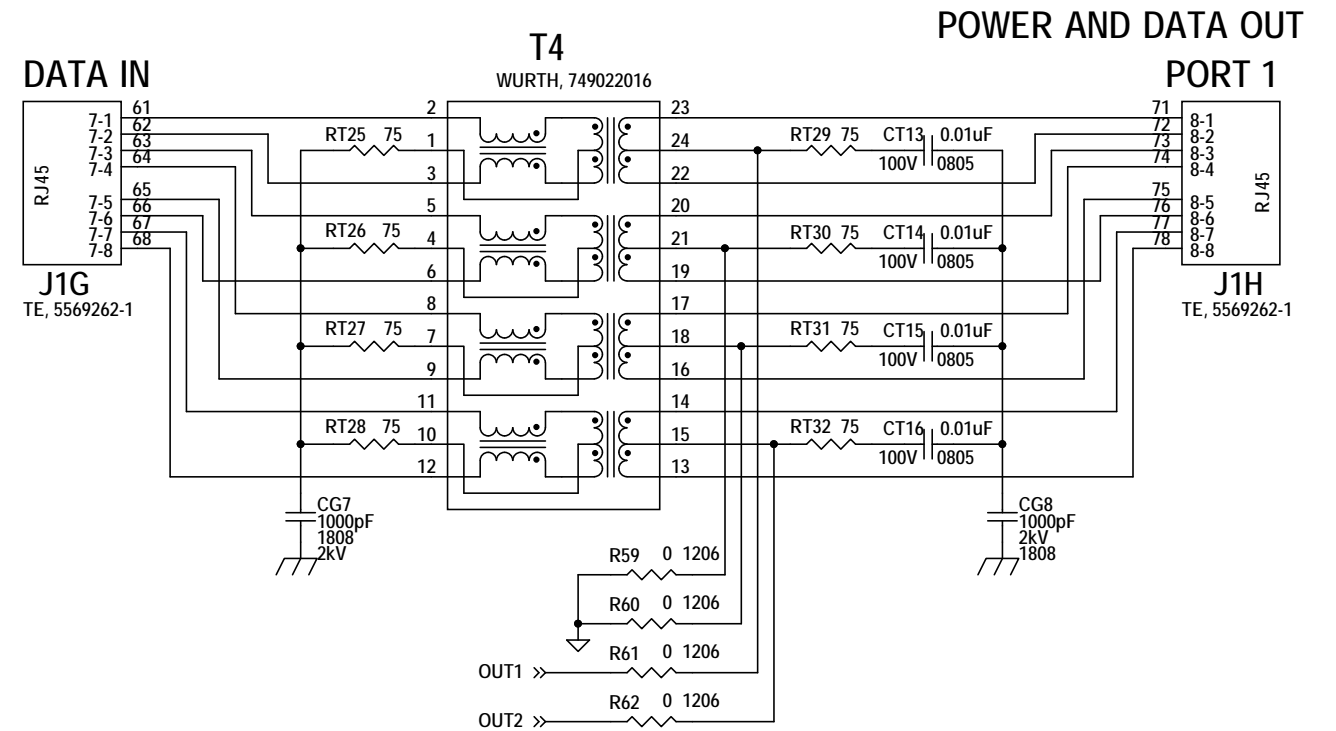 POWER AND DATA OUT
T4
WURTH, 749022016
DATA IN
PORT 1
RJ45
7-1
7-2
7-3
7-4
7-5
7-6
7-7
7-8
61
62
63
64
65
66
67
68
J1G
TE, 5569262-1
RT25 75
RT26 75
RT27 75
RT28 75
CG7
1000pF
1808
2kV
2
1
3
5
4
6
8
7
9
11
10
12
23
24
22
20
21
19
17
18
16
14
15
13
RT29 75 CT13 0.01uF
100V 0805
RT30 75 CT14 0.01uF
100V 0805
RT31 75 CT15 0.01uF
100V 0805
RT32 75 CT16 0.01uF
100V 0805
CG8
1000pF
2kV
1808
71
72
73
74
75
76
77
78
8-1
8-2
8-3
8-4
8-5
8-6
8-7
8-8
RJ45
J1H
TE, 5569262-1
R59 0 1206
R60 0 1206
R61 0 1206
OUT1
R62 0 1206
OUT2